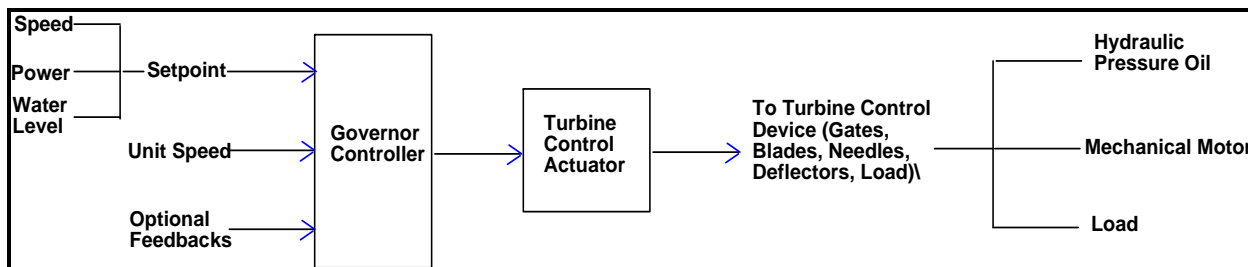 Speed
Power
Water
Level
Setpoint
Unit Speed
Optional
Feedbacks
Governor
Controller
Turbine
Control
Actuator
To Turbine Control
Device (Gates,
Blades, Needles,
Deflectors, Load)\
Hydraulic
Pressure Oil
Mechanical Motor
Load